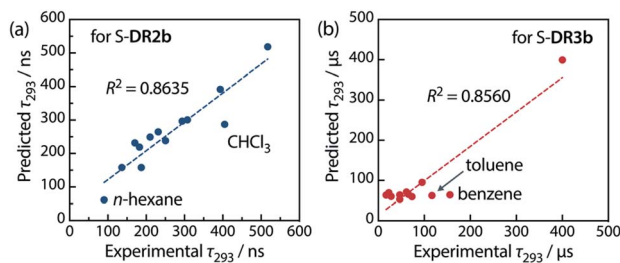 (a)
for S-DR2b
600
500
400
300
200
100
0
Predicted τ₂₉₃ / ns
R² = 0.8635
CHCl₃
n-hexane
0 100 200 300 400 500 600
Experimental τ₂₉₃ / ns
(b)
for S-DR3b
500
400
300
200
100
0
Predicted τ₂₉₃ / µs
R² = 0.8560
toluene
benzene
0 100 200 300 400 500
Experimental τ₂₉₃ / µs